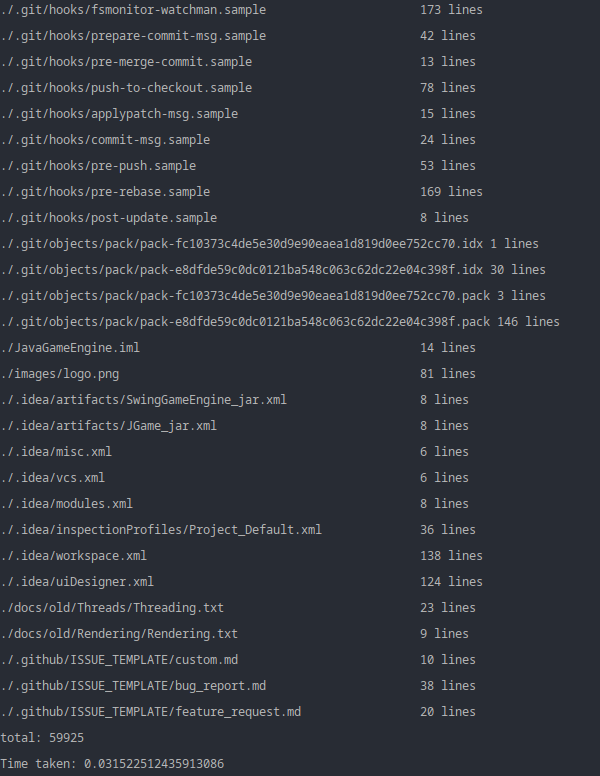 ./.git/hooks/fsmonitor-watchman.sample 173 lines
./.git/hooks/prepare-commit-msg.sample 42 lines
./.git/hooks/pre-merge-commit.sample 13 lines
./.git/hooks/push-to-checkout.sample 78 lines
./.git/hooks/applypatch-msg.sample 15 lines
./.git/hooks/commit-msg.sample 24 lines
./.git/hooks/pre-push.sample 53 lines
./.git/hooks/pre-rebase.sample 169 lines
./.git/hooks/post-update.sample 8 lines
./.git/objects/pack/pack-fc10373c4de5e30d9e90eaea1d819d0ee752cc70.idx 1 lines
./.git/objects/pack/pack-e8dfde59c0dc0121ba548c063c62dc22e04c398f.idx 30 lines
./.git/objects/pack/pack-fc10373c4de5e30d9e90eaea1d819d0ee752cc70.pack 3 lines
./.git/objects/pack/pack-e8dfde59c0dc0121ba548c063c62dc22e04c398f.pack 146 lines
./JavaGameEngine.iml 14 lines
./images/logo.png 81 lines
./.idea/artifacts/SwingGameEngine_jar.xml 8 lines
./.idea/artifacts/JGame_jar.xml 8 lines
./.idea/misc.xml 6 lines
./.idea/vcs.xml 6 lines
./.idea/modules.xml 8 lines
./.idea/inspectionProfiles/Project_Default.xml 36 lines
./.idea/workspace.xml 138 lines
./.idea/uiDesigner.xml 124 lines
./docs/old/Threads/Threading.txt 23 lines
./docs/old/Rendering/Rendering.txt 9 lines
./.github/ISSUE_TEMPLATE/custom.md 10 lines
./.github/ISSUE_TEMPLATE/bug_report.md 38 lines
./.github/ISSUE_TEMPLATE/feature_request.md 20 lines
total: 59925
Time taken: 0.031522512435913086